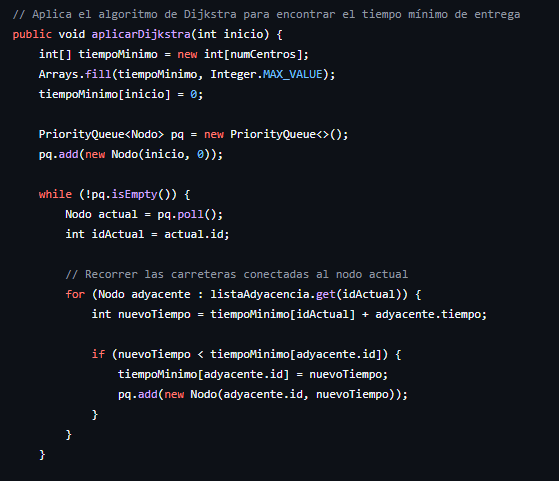 // Aplica el algoritmo de Dijkstra para encontrar el tiempo mínimo de entrega
public void aplicarDijkstra(int inicio) {
    int[] tiempoMinimo = new int[numCentros];
    Arrays.fill(tiempoMinimo, Integer.MAX_VALUE);
    tiempoMinimo[inicio] = 0;

    PriorityQueue<Nodo> pq = new PriorityQueue<>();
    pq.add(new Nodo(inicio, 0));

    while (!pq.isEmpty()) {
        Nodo actual = pq.poll();
        int idActual = actual.id;

        // Recorrer las carreteras conectadas al nodo actual
        for (Nodo adyacente : listaAdyacencia.get(idActual)) {
            int nuevoTiempo = tiempoMinimo[idActual] + adyacente.tiempo;

            if (nuevoTiempo < tiempoMinimo[adyacente.id]) {
                tiempoMinimo[adyacente.id] = nuevoTiempo;
                pq.add(new Nodo(adyacente.id, nuevoTiempo));
            }
        }
    }